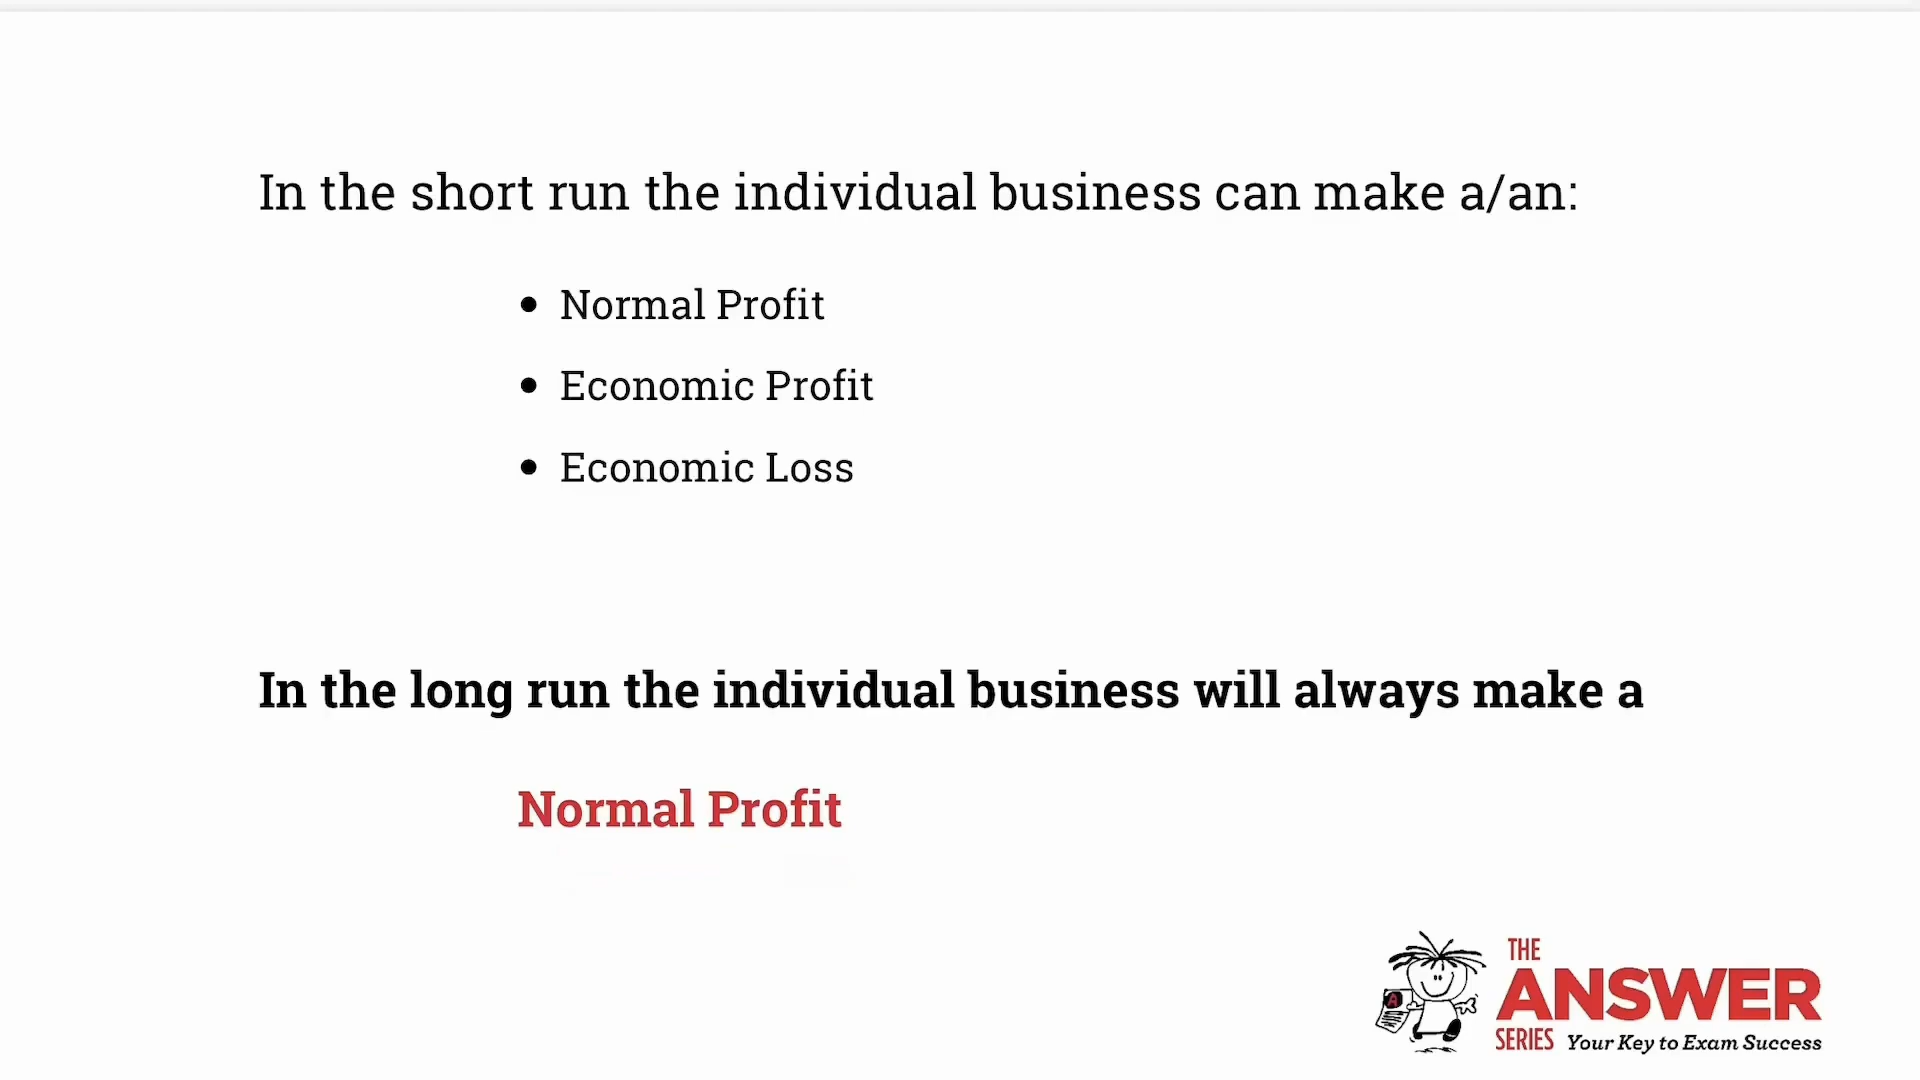 In the short run the individual business can make a/an:
• Normal Profit
• Economic Profit
• Economic Loss
In the long run the individual business will always make a
Normal Profit
THE
ANSWER
SERIES Your Key to Exam Success